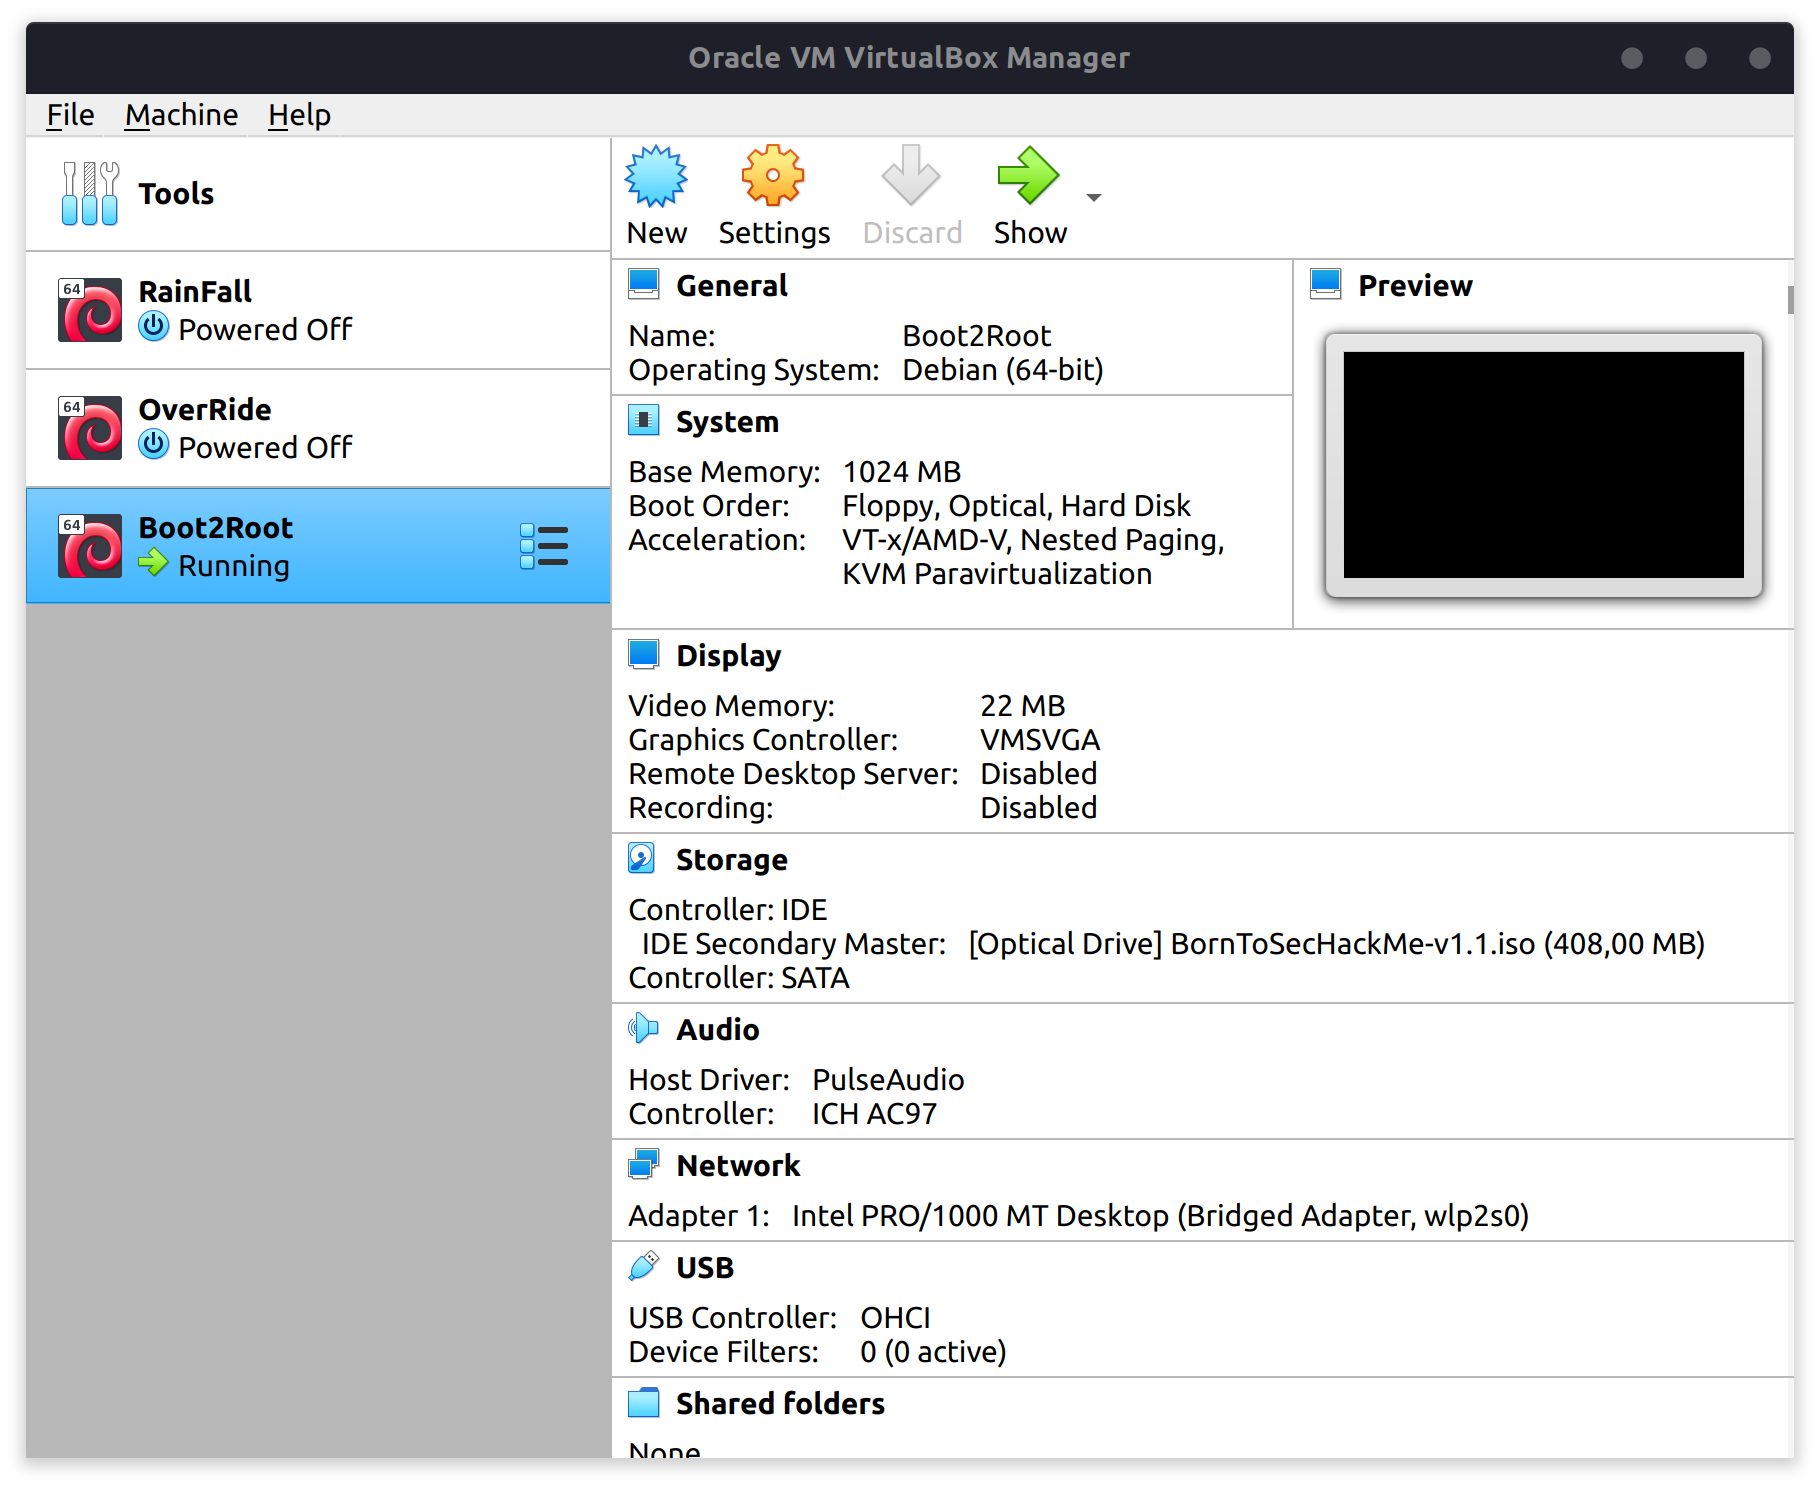 Oracle VM VirtualBox Manager
File Machine Help
Tools
64
RainFall
Powered Off
64
OverRide
Powered Off
64
Boot2Root
Running
New Settings Discard Show
General
Name: Boot2Root
Operating System: Debian (64-bit)
Preview
System
Base Memory: 1024 MB
Boot Order: Floppy, Optical, Hard Disk
Acceleration: VT-x/AMD-V, Nested Paging,
KVM Paravirtualization
Display
Video Memory: 22 MB
Graphics Controller: VMSVGA
Remote Desktop Server: Disabled
Recording: Disabled
Storage
Controller: IDE
IDE Secondary Master: [Optical Drive] BornToSecHackMe-v1.1.iso (408,00 MB)
Controller: SATA
Audio
Host Driver: PulseAudio
Controller: ICH AC97
Network
Adapter 1: Intel PRO/1000 MT Desktop (Bridged Adapter, wlp2s0)
USB
USB Controller: OHCI
Device Filters: 0 (0 active)
Shared folders
None